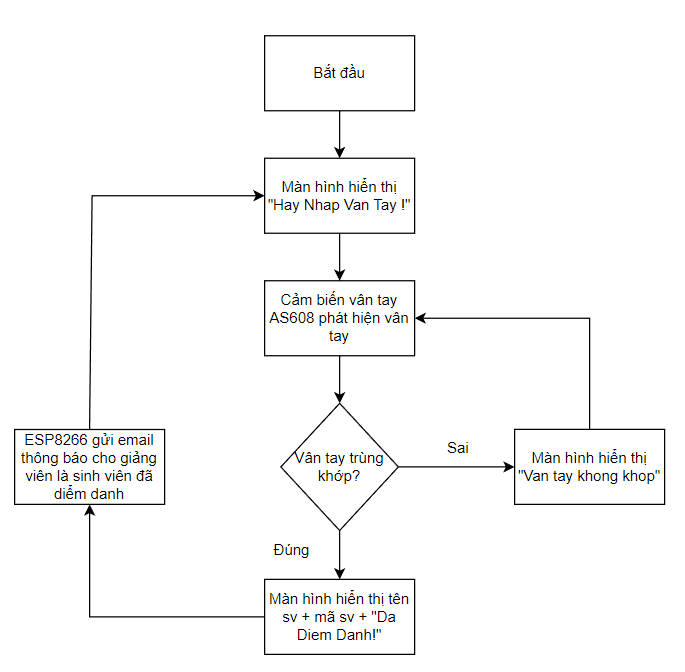 Bắt đầu
Màn hình hiển thị
"Hay Nhap Van Tay !"
Cảm biến vân tay
AS608 phát hiện vân
tay
Vân tay trùng
khớp?
Sai
Màn hình hiển thị
"Van tay khong khop"
ESP8266 gửi email
thông báo cho giảng
viên là sinh viên đã
diểm danh
Đúng
Màn hình hiển thị tên
sv + mã sv + "Da
Diem Danh!"